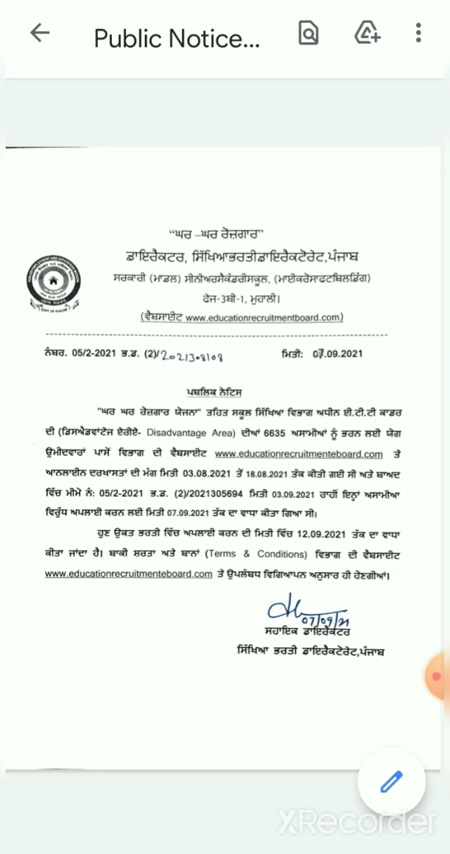 Public Notice...
"ਘਰ –ਘਰ ਰੋਜ਼ਗਾਰ"
ਡਾਇਰੈਕਟਰ, ਸਿੱਖਿਆਭਰਤੀਡਾਇਰੈਕਟੋਰੇਟ,ਪੰਜਾਬ
ਸਰਕਾਰੀ (ਮਾਡਲ) ਸੀਨੀਅਰਸੈਕੰਡਰੀਸਕੂਲ, (ਮਾਈਕਰੋਸਾਫਟਬਿਲਡਿੰਗ)
ਫੇਜ-3ਬੀ-1, ਮੁਹਾਲੀ।
(ਵੈਬਸਾਈਟ www.educationrecruitmentboard.com)
ਨੰਬਰ. 05/2-2021 ਭ.ਡ. (2)/2021308108 ਮਿਤੀ: 07.09.2021
ਪਬਲਿਕ ਨੋਟਿਸ
"ਘਰ ਘਰ ਰੋਜ਼ਗਾਰ ਯੋਜਨਾ" ਤਹਿਤ ਸਕੂਲ ਸਿੱਖਿਆ ਵਿਭਾਗ ਅਧੀਨ ਈ.ਟੀ.ਟੀ ਕਾਡਰ
ਦੀ (ਡਿਸਐਡਵਾਂਟੇਜ ਏਰੀਏ- Disadvantage Area) ਦੀਆਂ 6635 ਅਸਾਮੀਆਂ ਨੂੰ ਭਰਨ ਲਈ ਯੋਗ
ਉਮੀਦਵਾਰਾਂ ਪਾਸੋਂ ਵਿਭਾਗ ਦੀ ਵੈਬਸਾਈਟ www.educationrecruitmentboard.com ਤੇ
ਆਨਲਾਈਨ ਦਰਖਾਸਤਾਂ ਦੀ ਮੰਗ ਮਿਤੀ 03.08.2021 ਤੋਂ 18.08.2021 ਤੱਕ ਕੀਤੀ ਗਈ ਸੀ ਅਤੇ ਬਾਅਦ
ਵਿੱਚ ਮੀਮੋ ਨੰ: 05/2-2021 ਭ.ਡ. (2)/2021305694 ਮਿਤੀ 03.09.2021 ਰਾਹੀਂ ਇਨ੍ਹਾਂ ਅਸਾਮੀਆ
ਵਿਰੁੱਧ ਅਪਲਾਈ ਕਰਨ ਲਈ ਮਿਤੀ 07.09.2021 ਤੱਕ ਦਾ ਵਾਧਾ ਕੀਤਾ ਗਿਆ ਸੀ।
ਹੁਣ ਉਕਤ ਭਰਤੀ ਵਿੱਚ ਅਪਲਾਈ ਕਰਨ ਦੀ ਮਿਤੀ ਵਿੱਚ 12.09.2021 ਤੱਕ ਦਾ ਵਾਧਾ
ਕੀਤਾ ਜਾਂਦਾ ਹੈ। ਬਾਕੀ ਸ਼ਰਤਾ ਅਤੇ ਬਾਨਾਂ (Terms & Conditions) ਵਿਭਾਗ ਦੀ ਵੈਬਸਾਈਟ
www.educationrecruitmenteboard.com ਤੇ ਉਪਲੱਬਧ ਵਿਗਿਆਪਨ ਅਨੁਸਾਰ ਹੀ ਹੋਣਗੀਆਂ।
07/09/21
ਸਹਾਇਕ ਡਾਇਰੈਕਟਰ
ਸਿੱਖਿਆ ਭਰਤੀ ਡਾਇਰੈਕਟੋਰੇਟ,ਪੰਜਾਬ
XRecorder